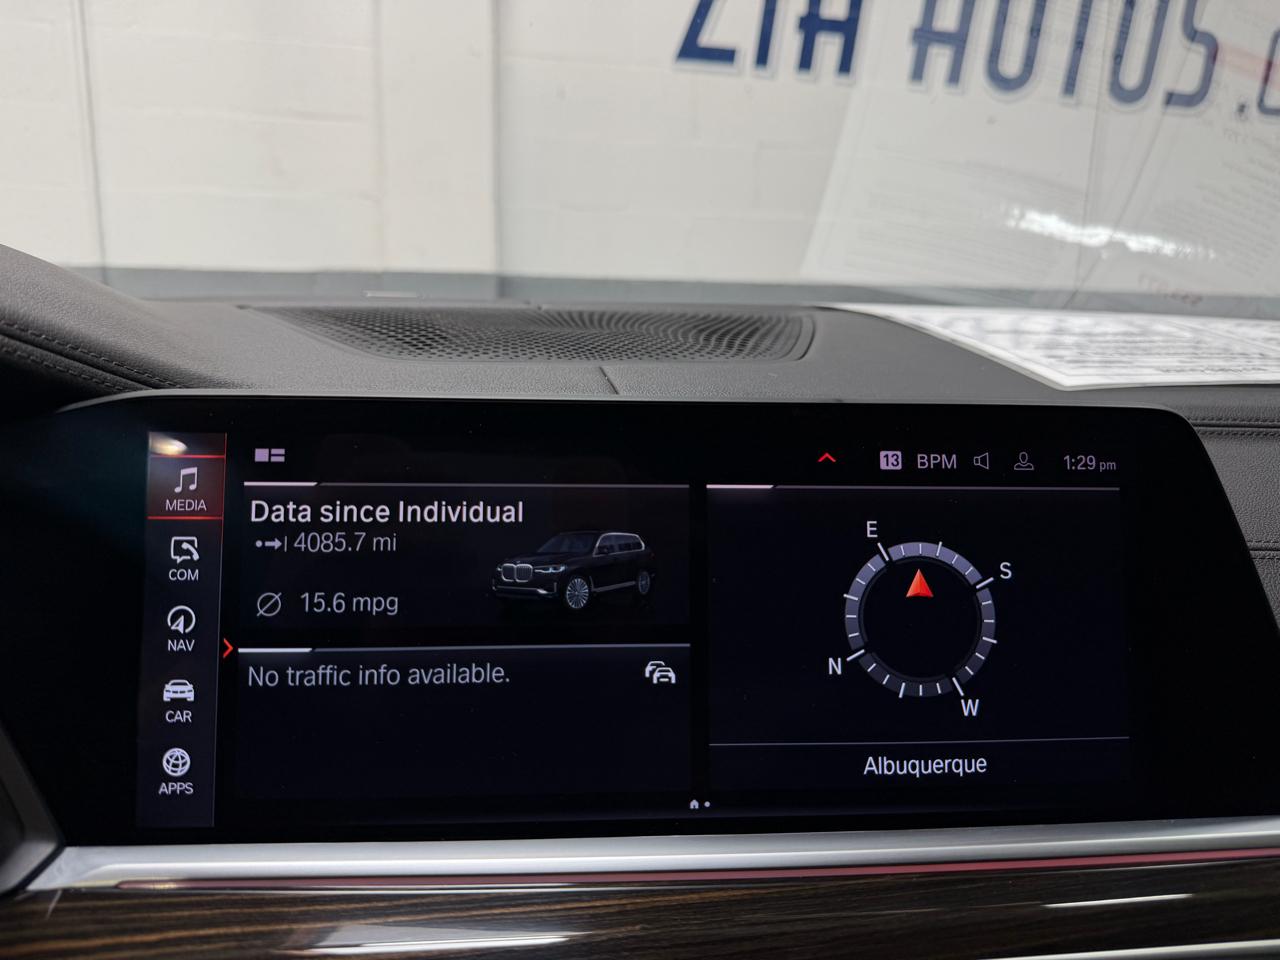 ZIA AUTOS.
13 BPM 1:29 pm
MEDIA
COM
NAV
CAR
APPS
Data since Individual
4085.7 mi
15.6 mpg
No traffic info available.
E
S
N
W
Albuquerque